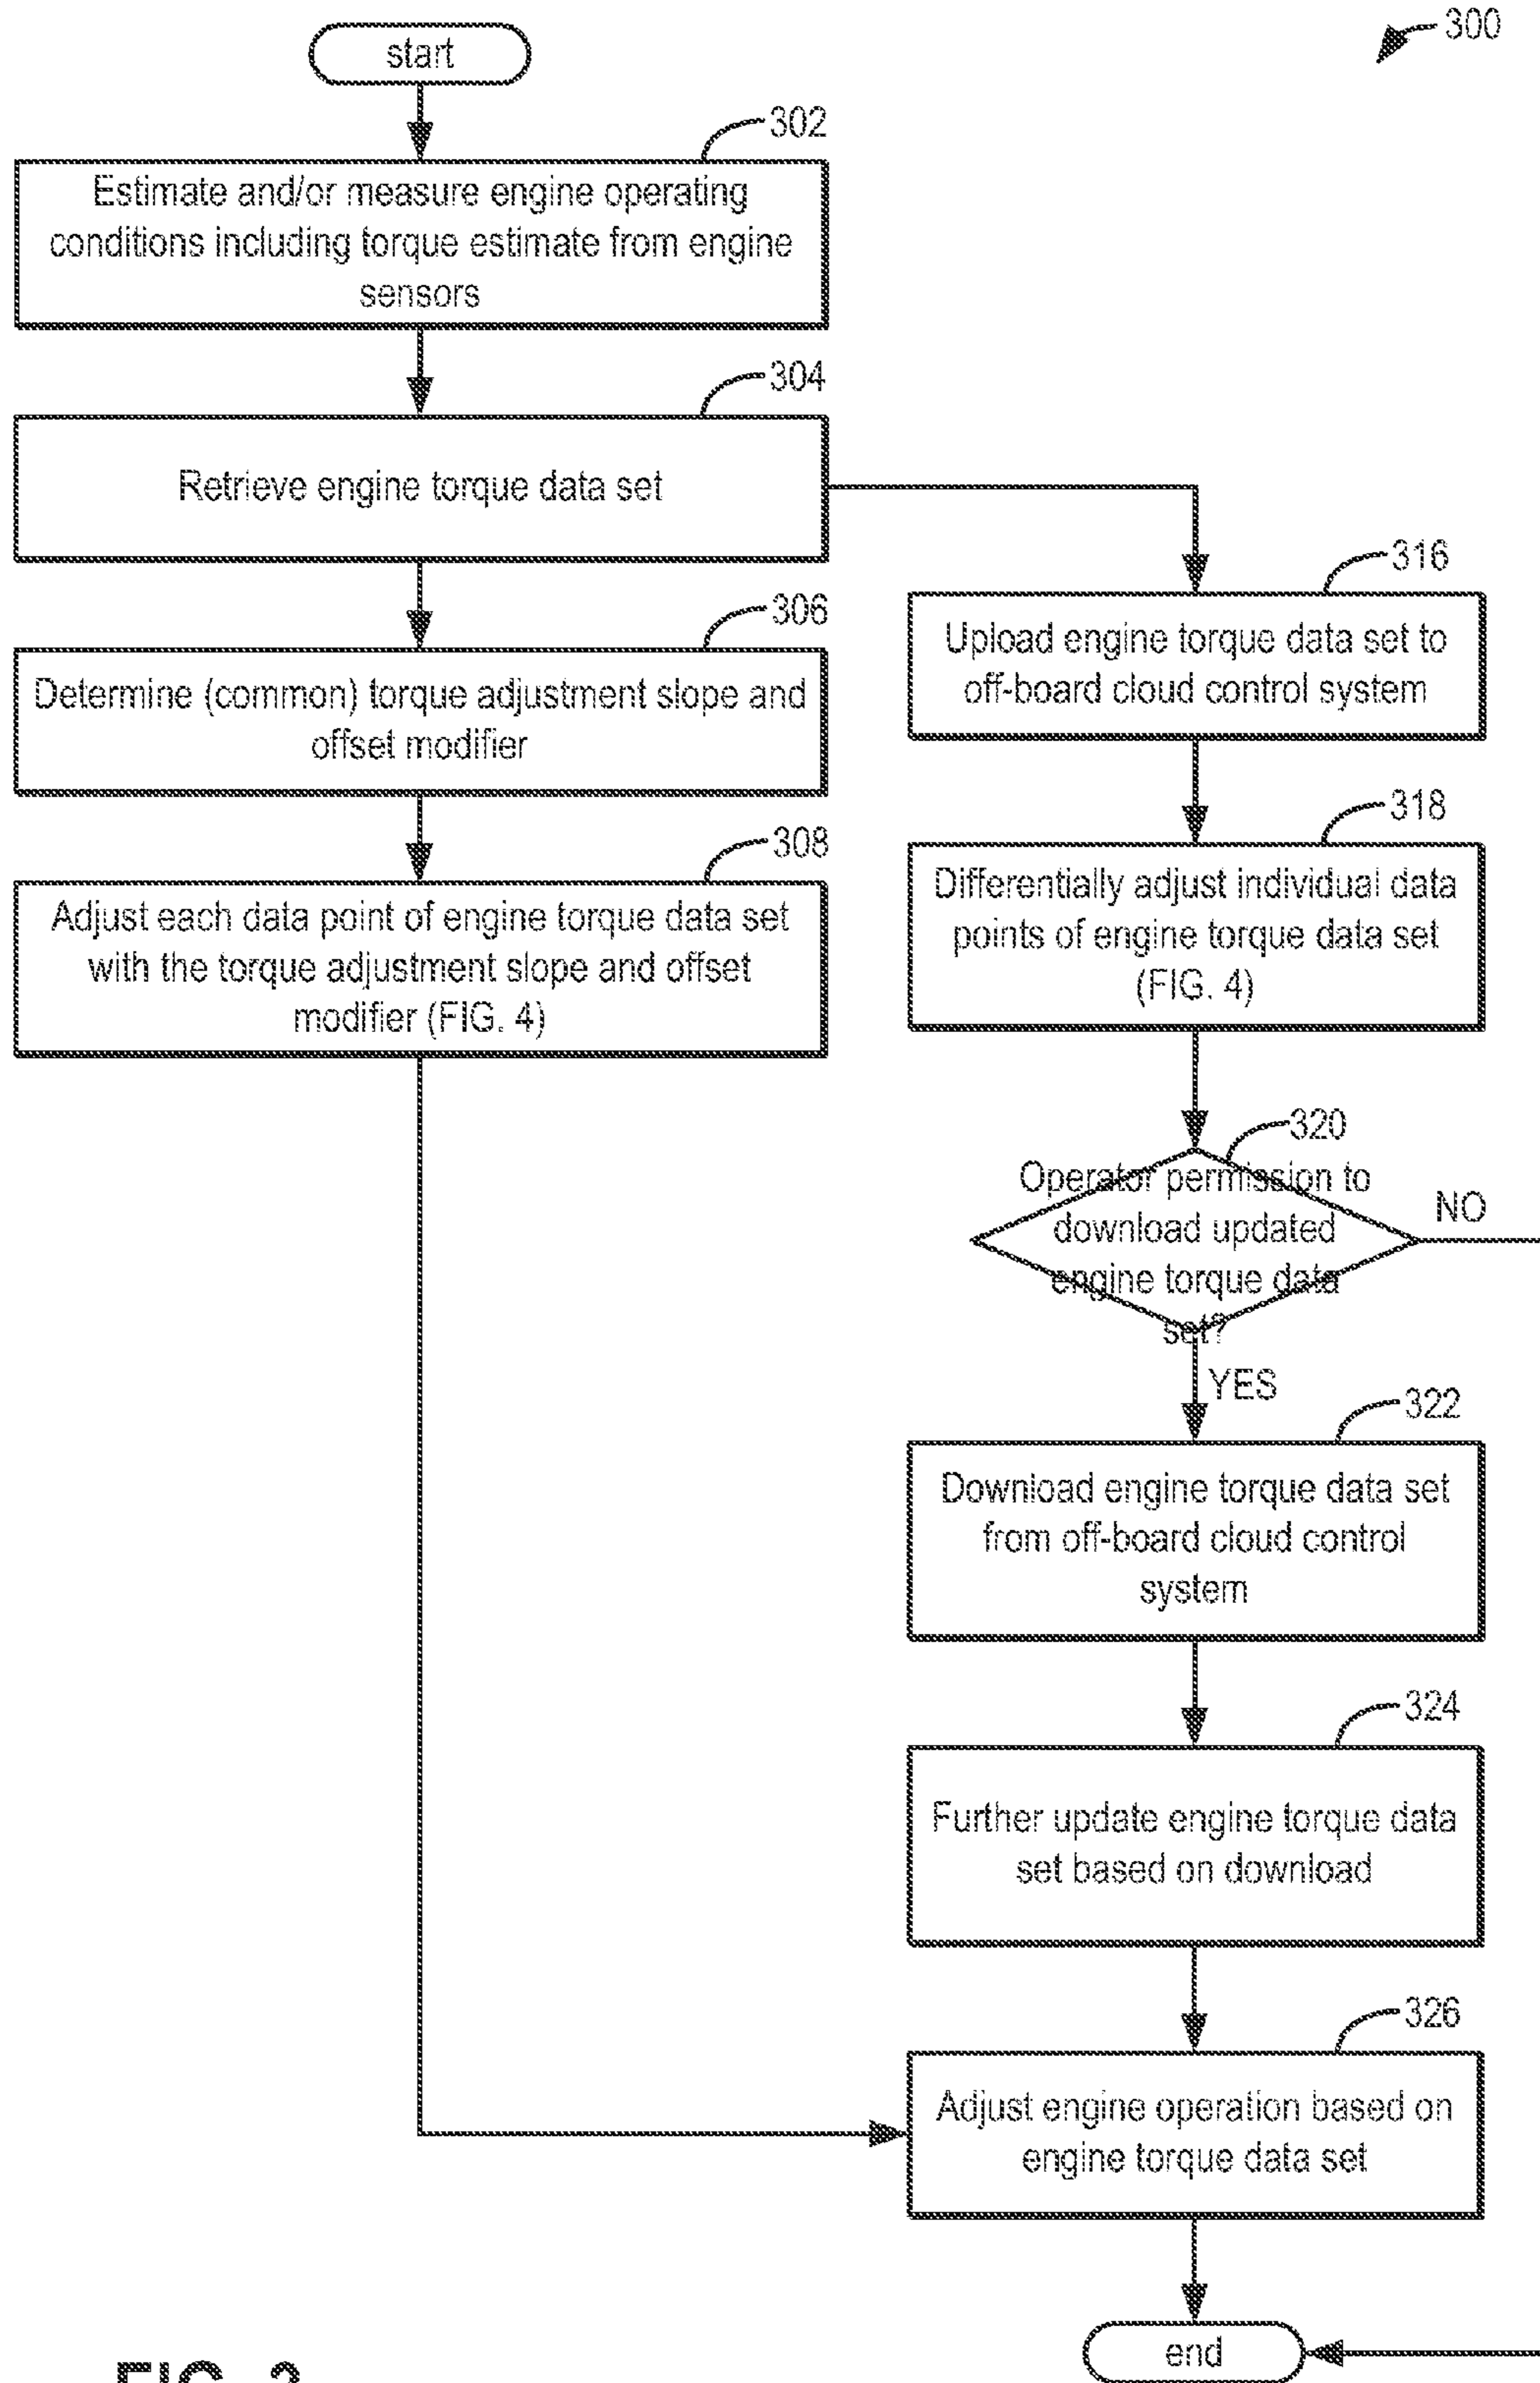 300
start
302
Estimate and/or measure engine operating
conditions including torque estimate from engine
sensors
304
Retrieve engine torque data set
306
Determine (common) torque adjustment slope and
offset modifier
308
Adjust each data point of engine torque data set
with the torque adjustment slope and offset
modifier (FIG. 4)
316
Upload engine torque data set to
off-board cloud control system
318
Differentially adjust individual data
points of engine torque data set
(FIG. 4)
320
Operator permission to
download updated
engine torque data
set?
NO
YES
322
Download engine torque data set
from off-board cloud control
system
324
Further update engine torque data
set based on download
326
Adjust engine operation based on
engine torque data set
end
FIG. 3